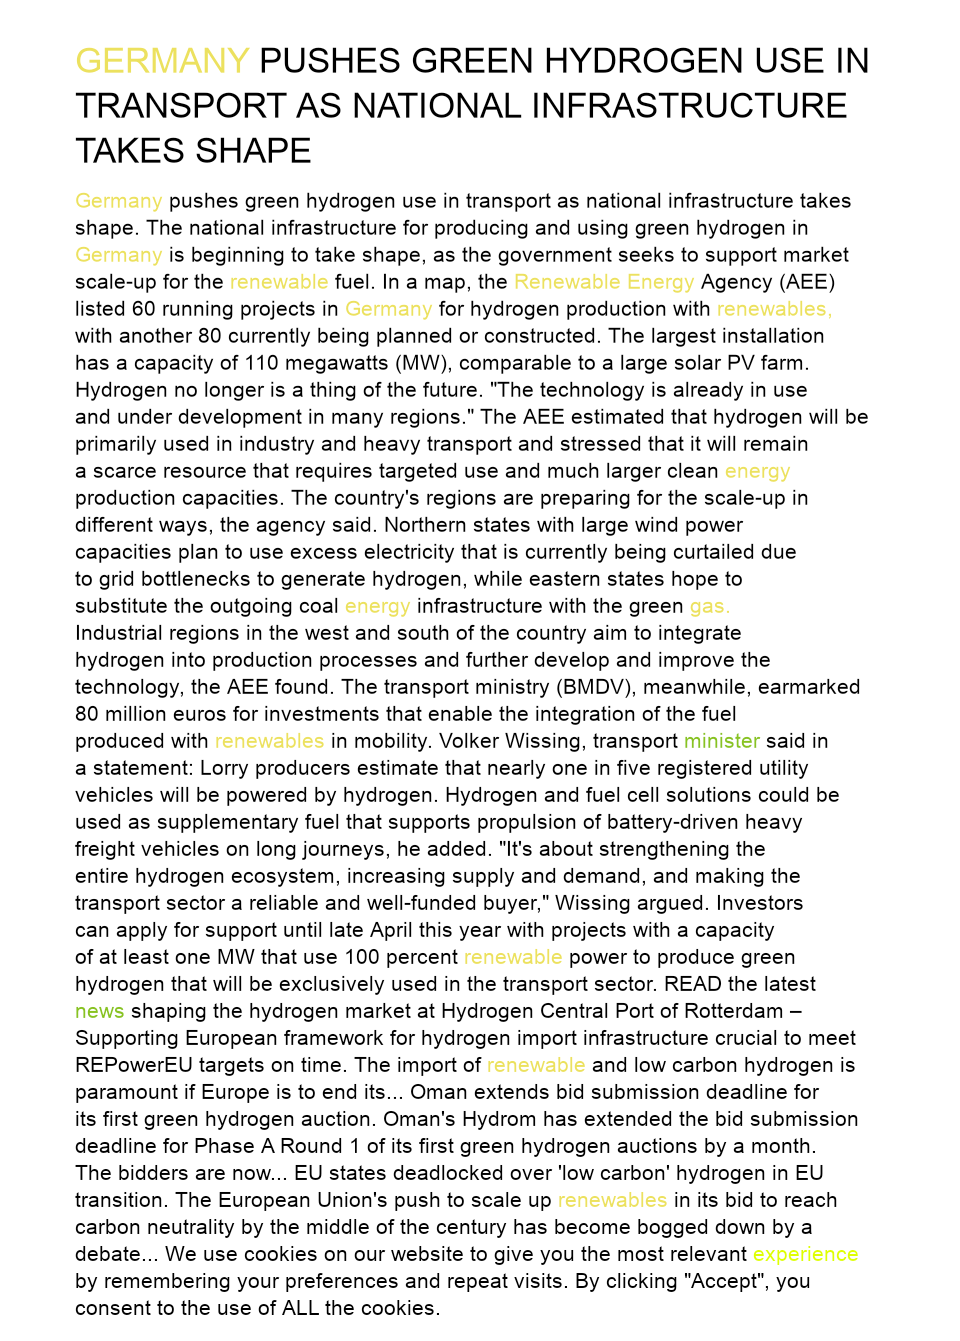 GERMANY PUSHES GREEN HYDROGEN USE IN
TRANSPORT AS NATIONAL INFRASTRUCTURE
TAKES SHAPE
Germany pushes green hydrogen use in transport as national infrastructure takes
shape. The national infrastructure for producing and using green hydrogen in
Germany is beginning to take shape, as the government seeks to support market
scale-up for the renewable fuel. In a map, the Renewable Energy Agency (AEE)
listed 60 running projects in Germany for hydrogen production with renewables,
with another 80 currently being planned or constructed. The largest installation
has a capacity of 110 megawatts (MW), comparable to a large solar PV farm.
Hydrogen no longer is a thing of the future. "The technology is already in use
and under development in many regions." The AEE estimated that hydrogen will be
primarily used in industry and heavy transport and stressed that it will remain
a scarce resource that requires targeted use and much larger clean energy
production capacities. The country's regions are preparing for the scale-up in
different ways, the agency said. Northern states with large wind power
capacities plan to use excess electricity that is currently being curtailed due
to grid bottlenecks to generate hydrogen, while eastern states hope to
substitute the outgoing coal energy infrastructure with the green gas.
Industrial regions in the west and south of the country aim to integrate
hydrogen into production processes and further develop and improve the
technology, the AEE found. The transport ministry (BMDV), meanwhile, earmarked
80 million euros for investments that enable the integration of the fuel
produced with renewables in mobility. Volker Wissing, transport minister said in
a statement: Lorry producers estimate that nearly one in five registered utility
vehicles will be powered by hydrogen. Hydrogen and fuel cell solutions could be
used as supplementary fuel that supports propulsion of battery-driven heavy
freight vehicles on long journeys, he added. "It's about strengthening the
entire hydrogen ecosystem, increasing supply and demand, and making the
transport sector a reliable and well-funded buyer," Wissing argued. Investors
can apply for support until late April this year with projects with a capacity
of at least one MW that use 100 percent renewable power to produce green
hydrogen that will be exclusively used in the transport sector. READ the latest
news shaping the hydrogen market at Hydrogen Central Port of Rotterdam –
Supporting European framework for hydrogen import infrastructure crucial to meet
REPowerEU targets on time. The import of renewable and low carbon hydrogen is
paramount if Europe is to end its... Oman extends bid submission deadline for
its first green hydrogen auction. Oman's Hydrom has extended the bid submission
deadline for Phase A Round 1 of its first green hydrogen auctions by a month.
The bidders are now... EU states deadlocked over 'low carbon' hydrogen in EU
transition. The European Union's push to scale up renewables in its bid to reach
carbon neutrality by the middle of the century has become bogged down by a
debate... We use cookies on our website to give you the most relevant experience
by remembering your preferences and repeat visits. By clicking "Accept", you
consent to the use of ALL the cookies.